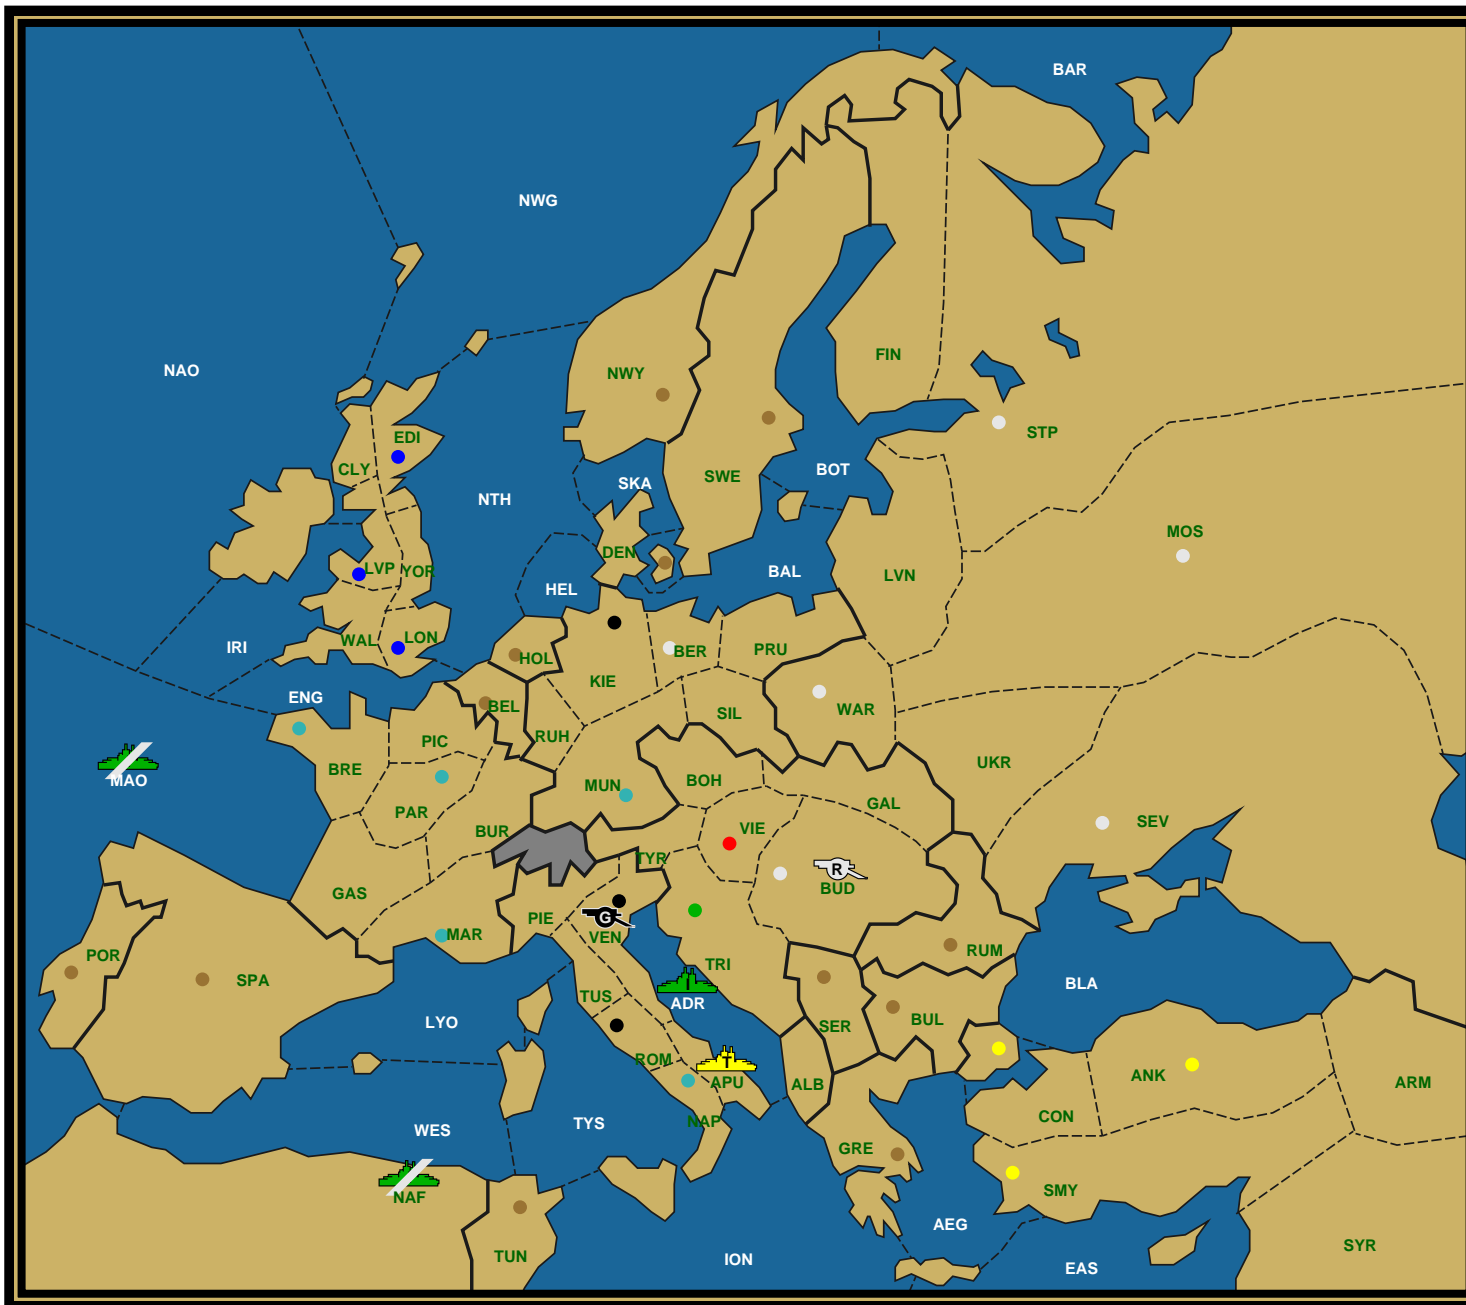 BAR
NWG
NAO
FIN
NWY
STP
EDI
CLY
SKA
BOT
SWE
NTH
MOS
DEN
LVP
YOR
BAL
LVN
HEL
WAL
LON
IRI
HOL
BER
PRU
KIE
ENG
BEL
SIL
WAR
PIC
RUH
UKR
BRE
MAO
MUN
BOH
GAL
PAR
SEV
BUR
VIE
TYR
R
BUD
GAS
G
PIE
VEN
MAR
RUM
POR
SPA
TRI
I
BLA
TUS
ADR
LYO
BUL
SER
ROM
T
APU
ALB
ANK
ARM
CON
NAP
TYS
WES
GRE
SMY
NAF
AEG
SYR
TUN
ION
EAS